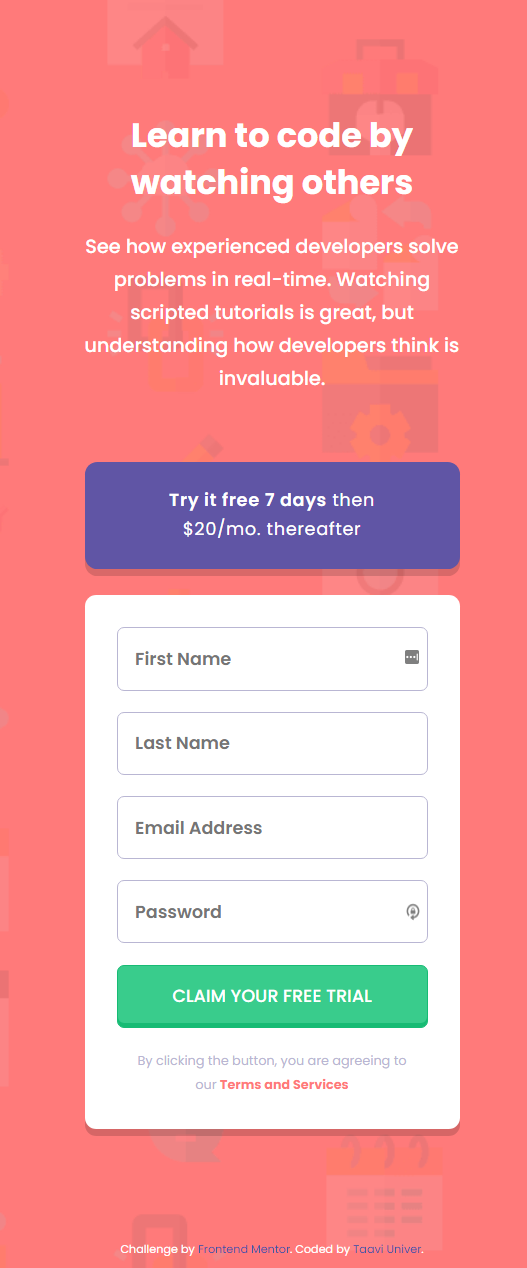 Learn to code by
watching others
See how experienced developers solve
problems in real-time. Watching
scripted tutorials is great, but
understanding how developers think is
invaluable.
Try it free 7 days then
$20/mo. thereafter
First Name
Last Name
Email Address
Password
CLAIM YOUR FREE TRIAL
By clicking the button, you are agreeing to
our Terms and Services
Challenge by Frontend Mentor. Coded by Taavi Univer.